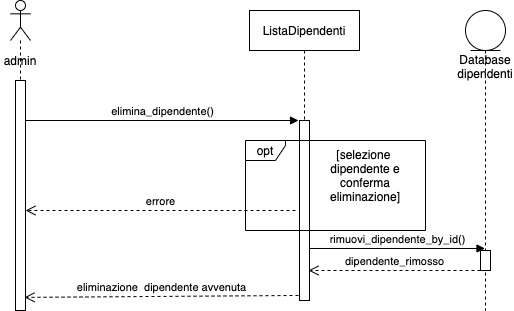 ListaDipendenti
admin
Database
dipendenti
elimina_dipendente()
opt
[selezione
dipendente e
conferma
eliminazione]
errore
rimuovi_dipendente_by_id()
dipendente_rimosso
eliminazione dipendente avvenuta